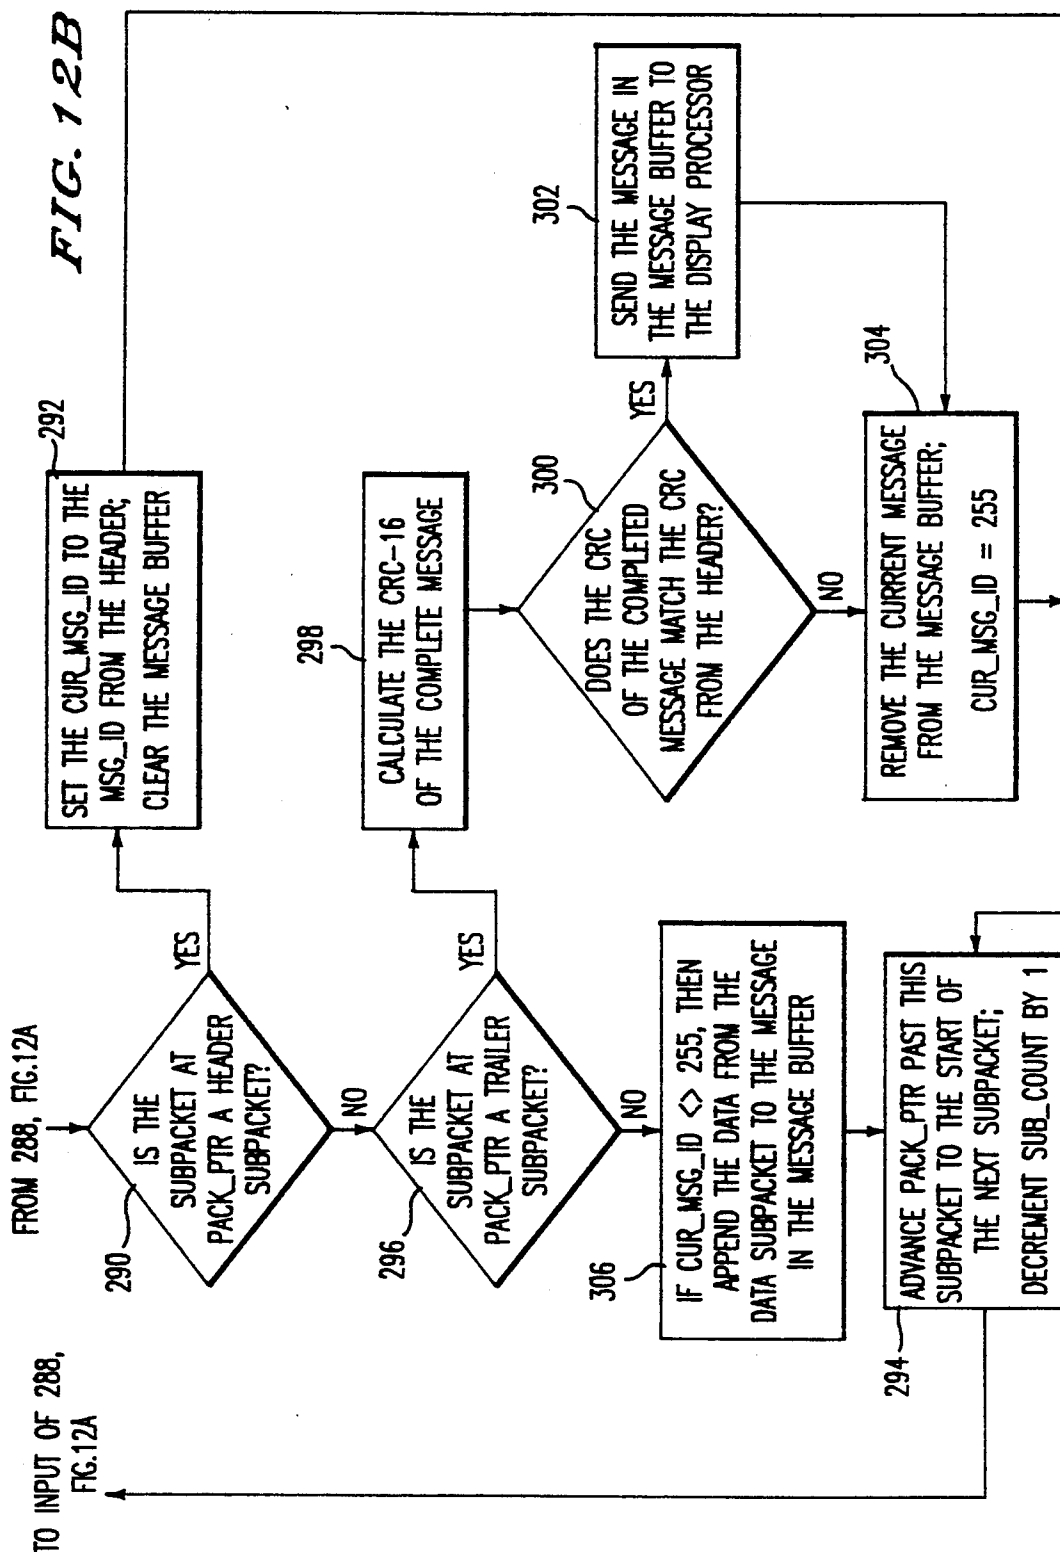 FIG. 12B
FROM 288, FIG.12A
TO INPUT OF 288,
FIG.12A
290
IS THE
SUBPACKET AT
PACK_PTR A HEADER
SUBPACKET?
YES
NO
292
SET THE CUR_MSG_ID TO THE
MSG_ID FROM THE HEADER;
CLEAR THE MESSAGE BUFFER
296
IS THE
SUBPACKET AT
PACK_PTR A TRAILER
SUBPACKET?
YES
NO
298
CALCULATE THE CRC-16
OF THE COMPLETE MESSAGE
300
DOES THE CRC
OF THE COMPLETED
MESSAGE MATCH THE CRC
FROM THE HEADER?
YES
NO
302
SEND THE MESSAGE IN
THE MESSAGE BUFFER TO
THE DISPLAY PROCESSOR
304
REMOVE THE CURRENT MESSAGE
FROM THE MESSAGE BUFFER;
CUR_MSG_ID = 255
306
IF CUR_MSG_ID <> 255, THEN
APPEND THE DATA FROM THE
DATA SUBPACKET TO THE MESSAGE
IN THE MESSAGE BUFFER
294
ADVANCE PACK_PTR PAST THIS
SUBPACKET TO THE START OF
THE NEXT SUBPACKET;
DECREMENT SUB_COUNT BY 1